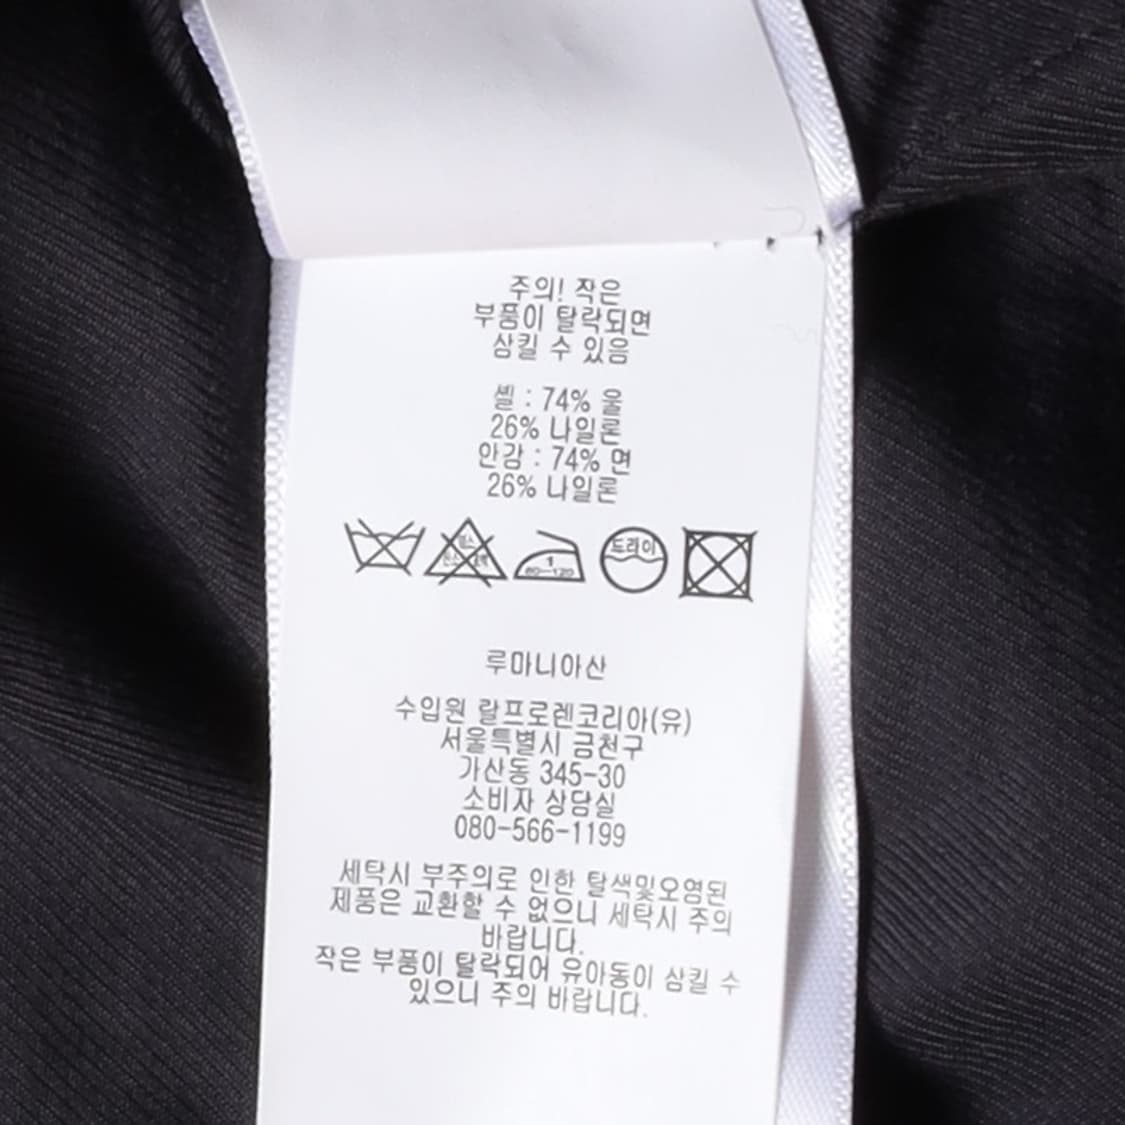 주의! 작은
부품이 탈락되면
삼킬 수 있음
쉘 : 74% 울
26% 나일론
안감 : 74% 면
26% 나일론
드라이
1
80-120
루마니아산
수입원 랄프로렌코리아(유)
서울특별시 금천구
가산동 345-30
소비자 상담실
080-566-1199
세탁시 부주의로 인한 탈색및오염된
제품은 교환할 수 없으니 세탁시 주의
바랍니다.
작은 부품이 탈락되어 유아동이 삼킬 수
있으니 주의 바랍니다.